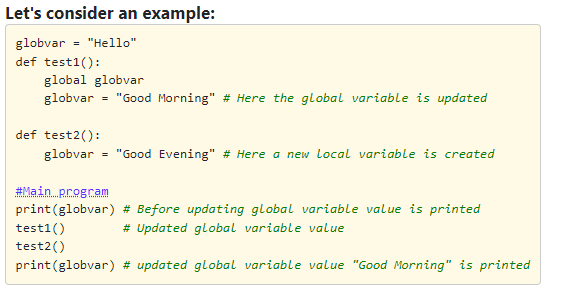 Let's consider an example:
globvar = "Hello"
def test1():
    global globvar
    globvar = "Good Morning" # Here the global variable is updated

def test2():
    globvar = "Good Evening" # Here a new local variable is created

#Main program
print(globvar) # Before updating global variable value is printed
test1()        # Updated global variable value
test2()
print(globvar) # updated global variable value "Good Morning" is printed